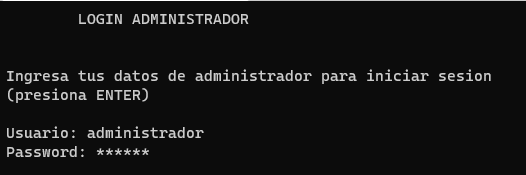 LOGIN ADMINISTRADOR
Ingresa tus datos de administrador para iniciar sesion
(presiona ENTER)
Usuario: administrador
Password: ******